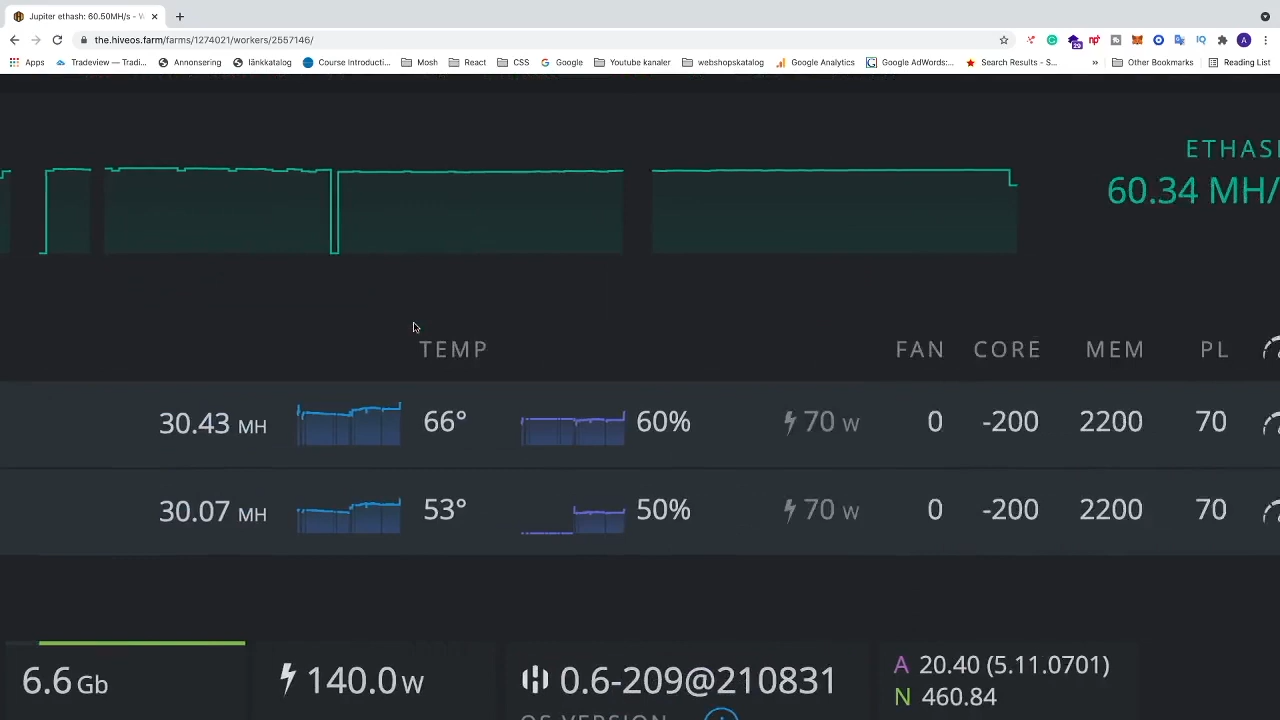 Jupiter ethash: 60.50MH/s - W
the.hiveos.farm/farms/1274021/workers/2557146/
A
Apps Tradeview — Tradi... Annonsering länkkatalog Course Introducti... Mosh React CSS Google Youtube kanaler webshopskatalog Google Analytics Google AdWords:... Search Results - S... » Other Bookmarks Reading List
ETHAS
60.34 MH/
TEMP FAN CORE MEM PL
30.43 MH 66° 60% 70 W 0 -200 2200 70
30.07 MH 53° 50% 70 W 0 -200 2200 70
6.6 Gb 140.0 W 0.6-209@210831 A 20.40 (5.11.0701)
N 460.84
OS VERSION